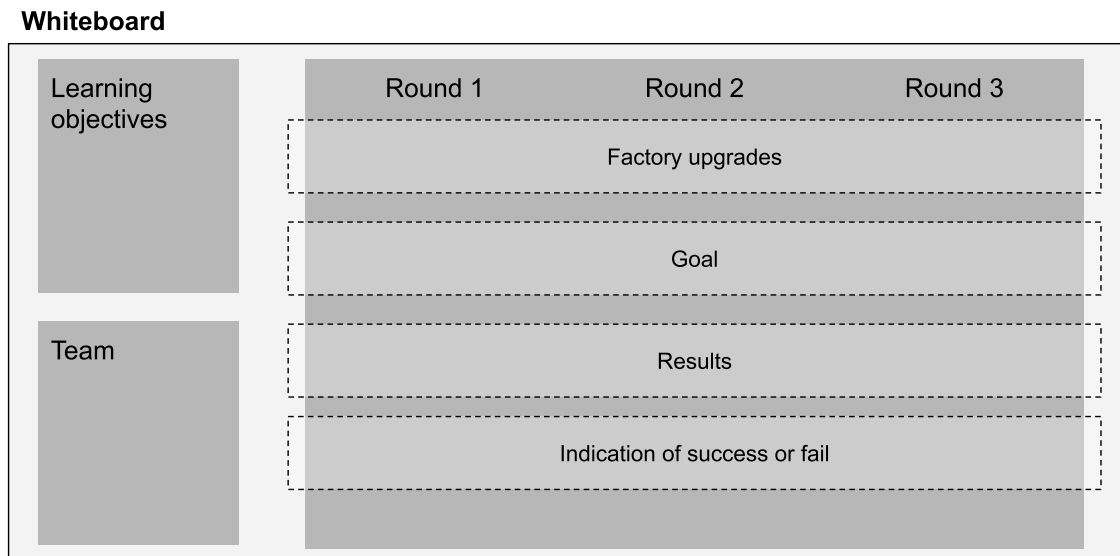 Whiteboard
Learning
objectives
Team
Round 1
Round 2
Round 3
Factory upgrades
Goal
Results
Indication of success or fail